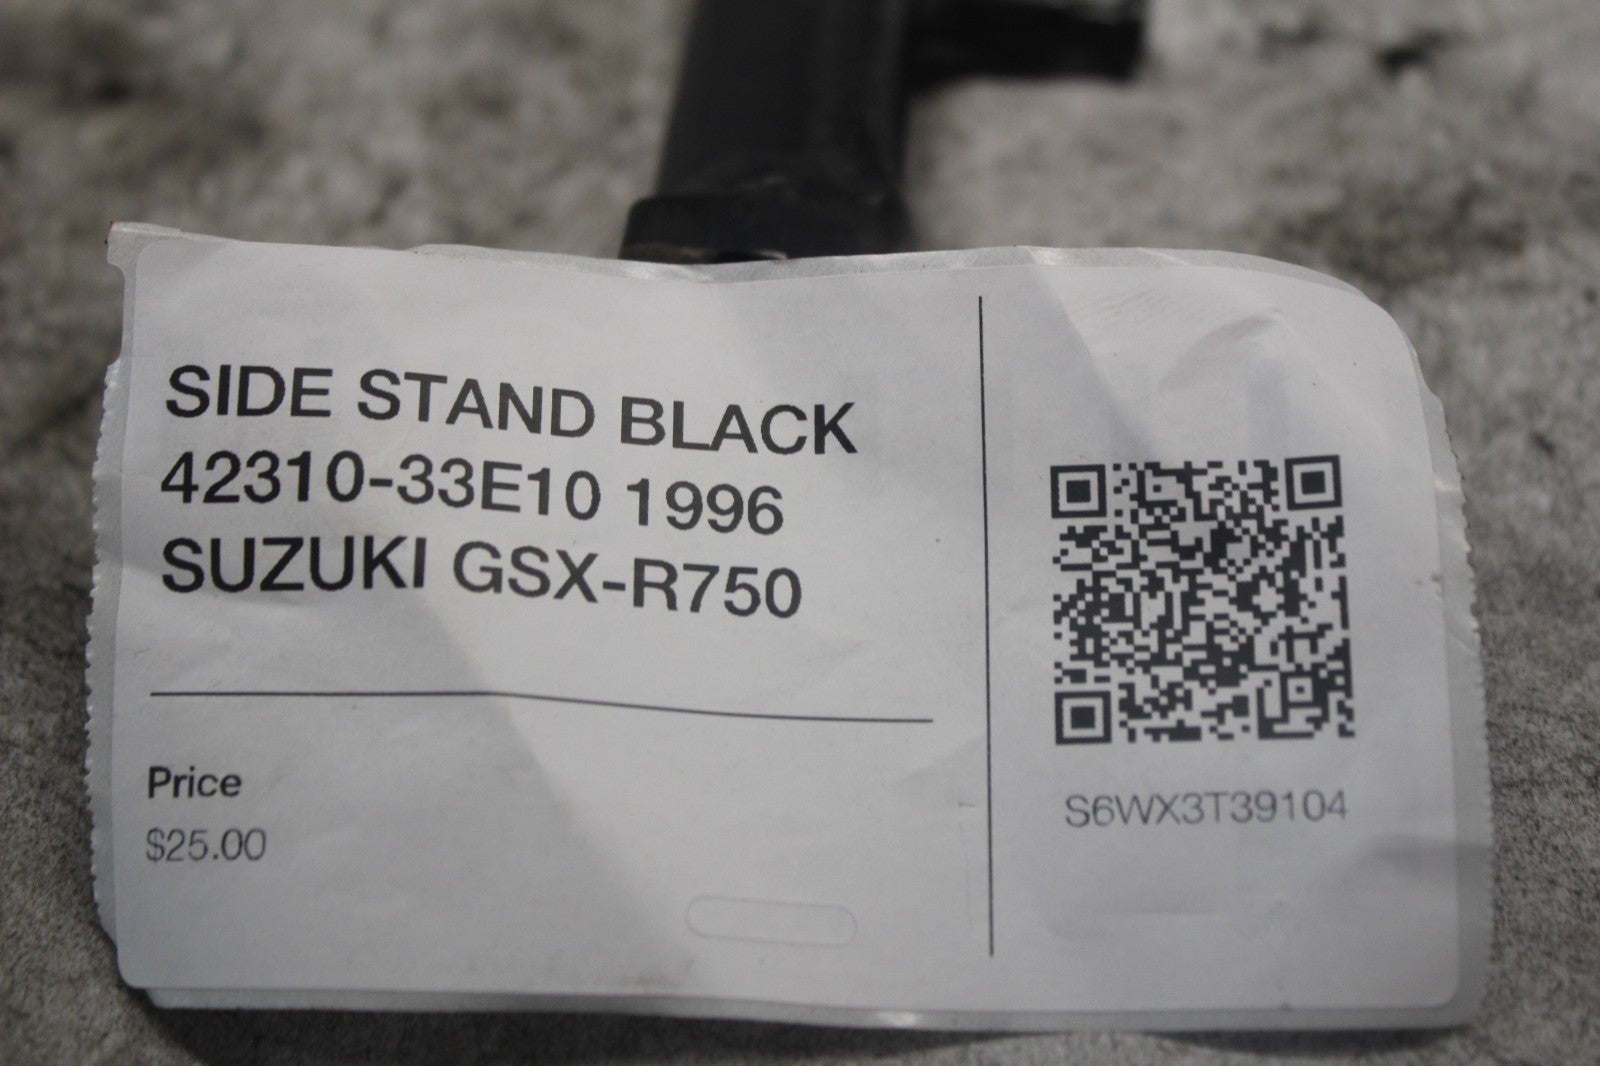 SIDE STAND BLACK
42310-33E10 1996
SUZUKI GSX-R750
Price
$25.00
S6WX3T39104